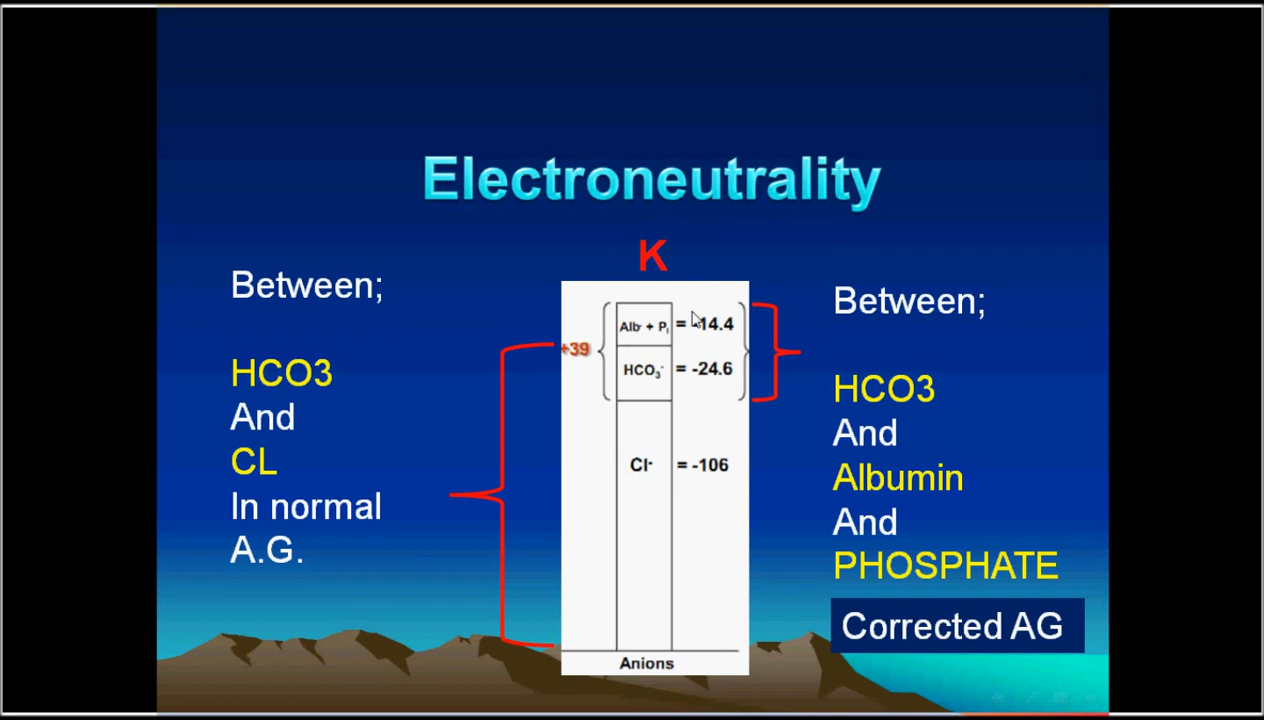 Electroneutrality
K
Between;
HCO3
And
CL
In normal
A.G.
+39
Alb⁻ + Pᵢ = -14.4
HCO₃⁻ = -24.6
Cl⁻ = -106
Anions
Between;
HCO3
And
Albumin
And
PHOSPHATE
Corrected AG